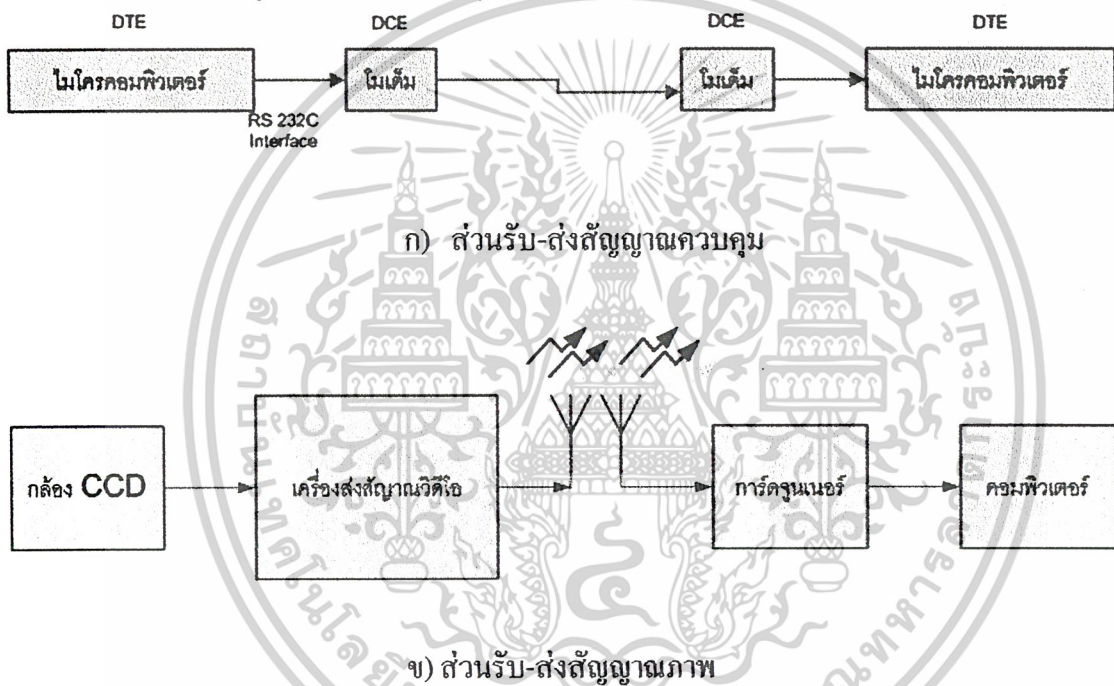 DTE DCE DCE DTE
ไมโครคอมพิวเตอร์ โมเด็ม โมเด็ม ไมโครคอมพิวเตอร์
RS 232C
Interface
ก) ส่วนรับ-ส่งสัญญาณควบคุม
กล้อง CCD เครื่องส่งสัญญาณวิดีโอ การ์ดจูนเนอร์ คอมพิวเตอร์
ข) ส่วนรับ-ส่งสัญญาณภาพ